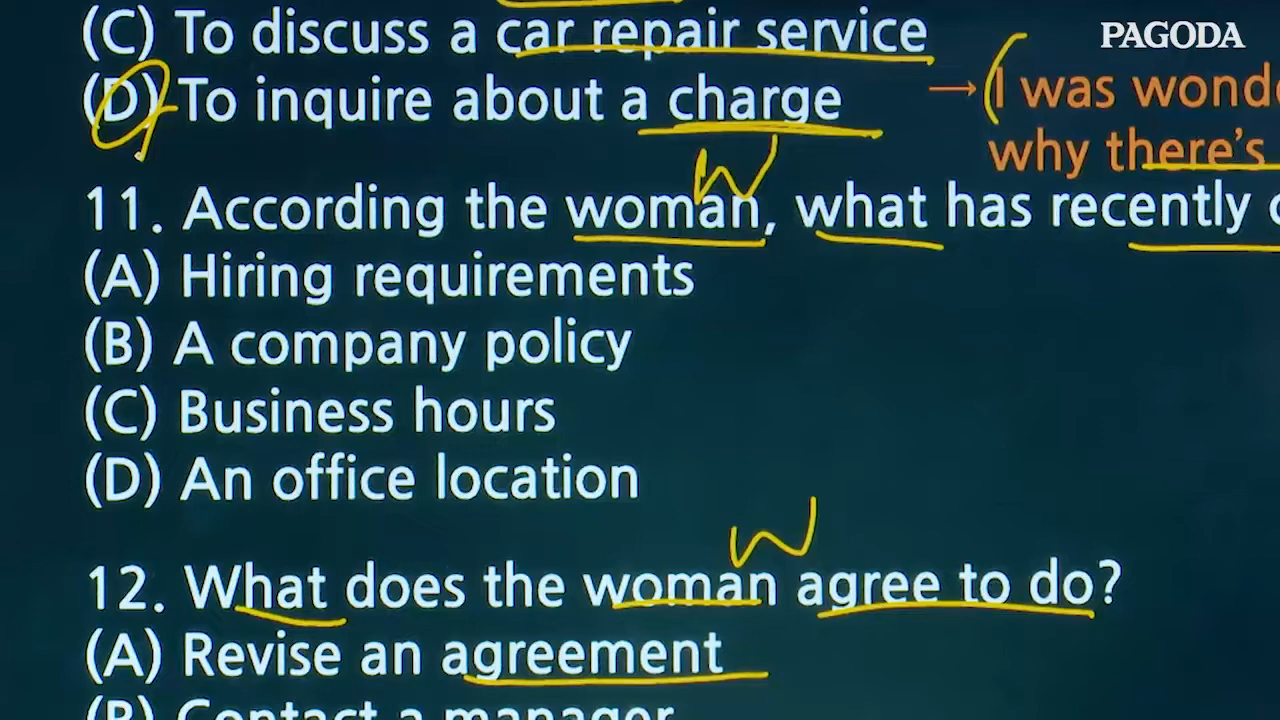 (C) To discuss a car repair service
PAGODA
(D) To inquire about a charge
→ I was
why there's
W
11. According the woman, what has recently
(A) Hiring requirements
(B) A company policy
(C) Business hours
(D) An office location
W
12. What does the woman agree to do?
(A) Revise an agreement
(B) Contact a manager